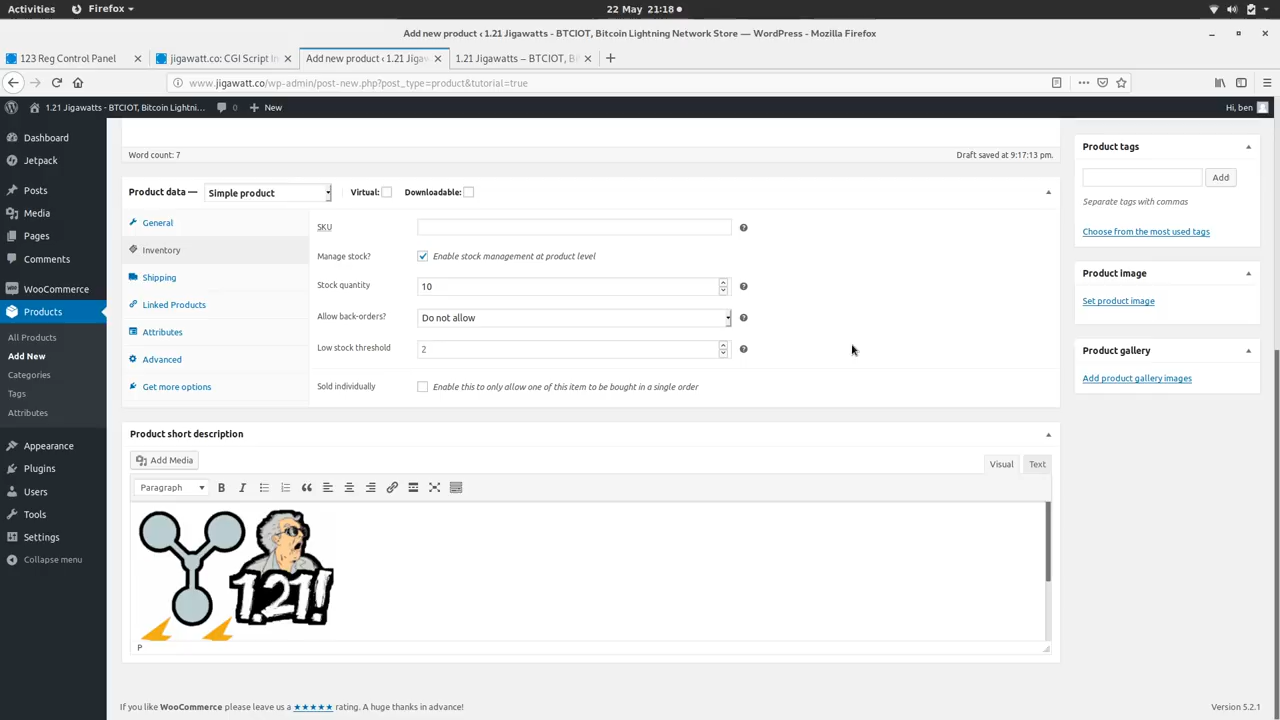 Activities
Firefox
22 May 21:18
Add new product ‹ 1.21 Jigawatts - BTCIOT, Bitcoin Lightning Network Store — WordPress - Mozilla Firefox
123 Reg Control Panel
jigawatt.co: CGI Script In
Add new product ‹ 1.21 Jigaw
1.21 Jigawatts – BTCIOT, B
www.jigawatt.co/wp-admin/post-new.php?post_type=product&tutorial=true
1.21 Jigawatts - BTCIOT, Bitcoin Lightni...
0
New
Hi, ben
Dashboard
Jetpack
Posts
Media
Pages
Comments
WooCommerce
Products
All Products
Add New
Categories
Tags
Attributes
Appearance
Plugins
Users
Tools
Settings
Collapse menu
Word count: 7
Draft saved at 9:17:13 pm.
Product data —
Simple product
Virtual:
Downloadable:
General
Inventory
Shipping
Linked Products
Attributes
Advanced
Get more options
SKU
Manage stock?
Enable stock management at product level
Stock quantity
10
Allow back-orders?
Do not allow
Low stock threshold
2
Sold individually
Enable this to only allow one of this item to be bought in a single order
Product short description
Add Media
Visual
Text
Paragraph
B
I
1.21!
P
Product tags
Add
Separate tags with commas
Choose from the most used tags
Product image
Set product image
Product gallery
Add product gallery images
If you like WooCommerce please leave us a ★★★★★ rating. A huge thanks in advance!
Version 5.2.1